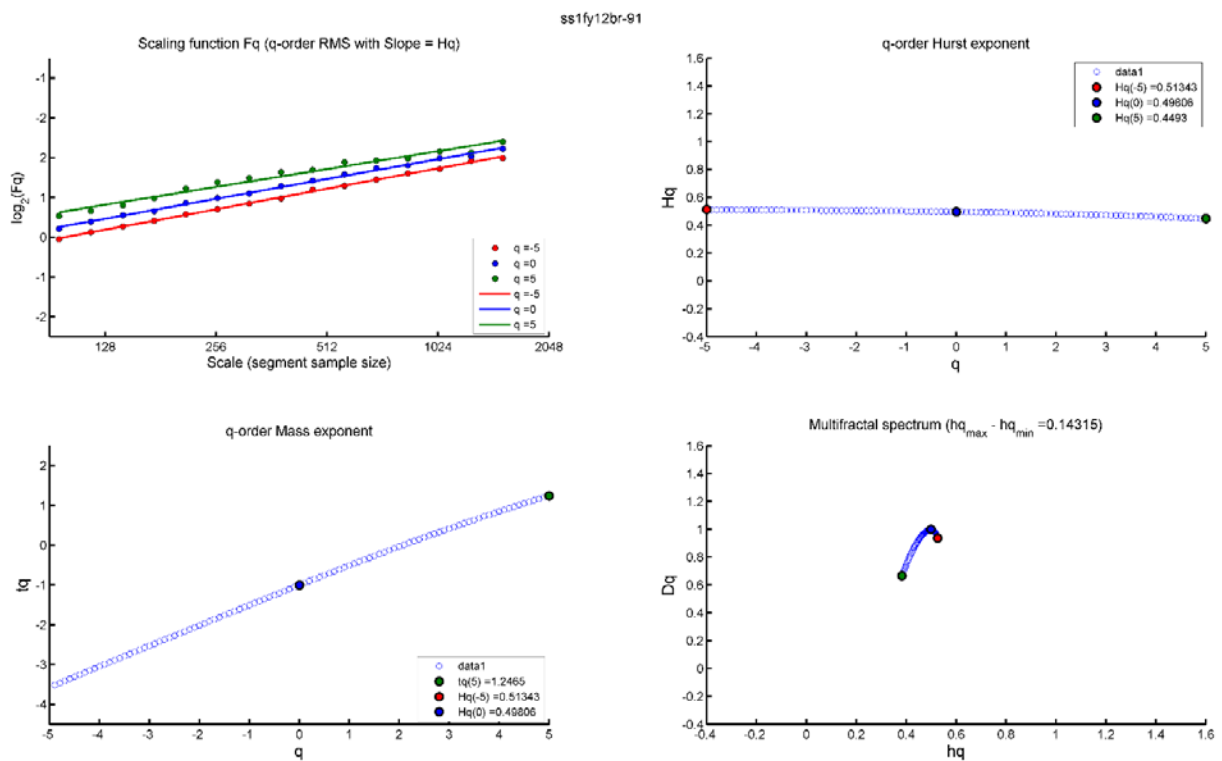 ss1fy12br-91
Scaling function Fq (q-order RMS with Slope = Hq)
-1
-2
2
1
0
-1
-2
log2(Fq)
q =-5
q =0
q =5
q =-5
q =0
q =5
128 256 512 1024 2048
Scale (segment sample size)
q-order Hurst exponent
1.6
1.4
1.2
1
0.8
0.6
0.4
0.2
0
-0.2
-0.4
Hq
data1
Hq(-5) =0.51343
Hq(0) =0.49806
Hq(5) =0.4493
-5 -4 -3 -2 -1 0 1 2 3 4 5
q
q-order Mass exponent
2
1
0
-1
-2
-3
-4
tq
data1
tq(5) =1.2465
Hq(-5) =0.51343
Hq(0) =0.49806
-5 -4 -3 -2 -1 0 1 2 3 4 5
q
Multifractal spectrum (hqmax - hqmin =0.14315)
1.6
1.4
1.2
1
0.8
0.6
0.4
0.2
0
-0.2
-0.4
Dq
-0.4 -0.2 0 0.2 0.4 0.6 0.8 1 1.2 1.4 1.6
hq